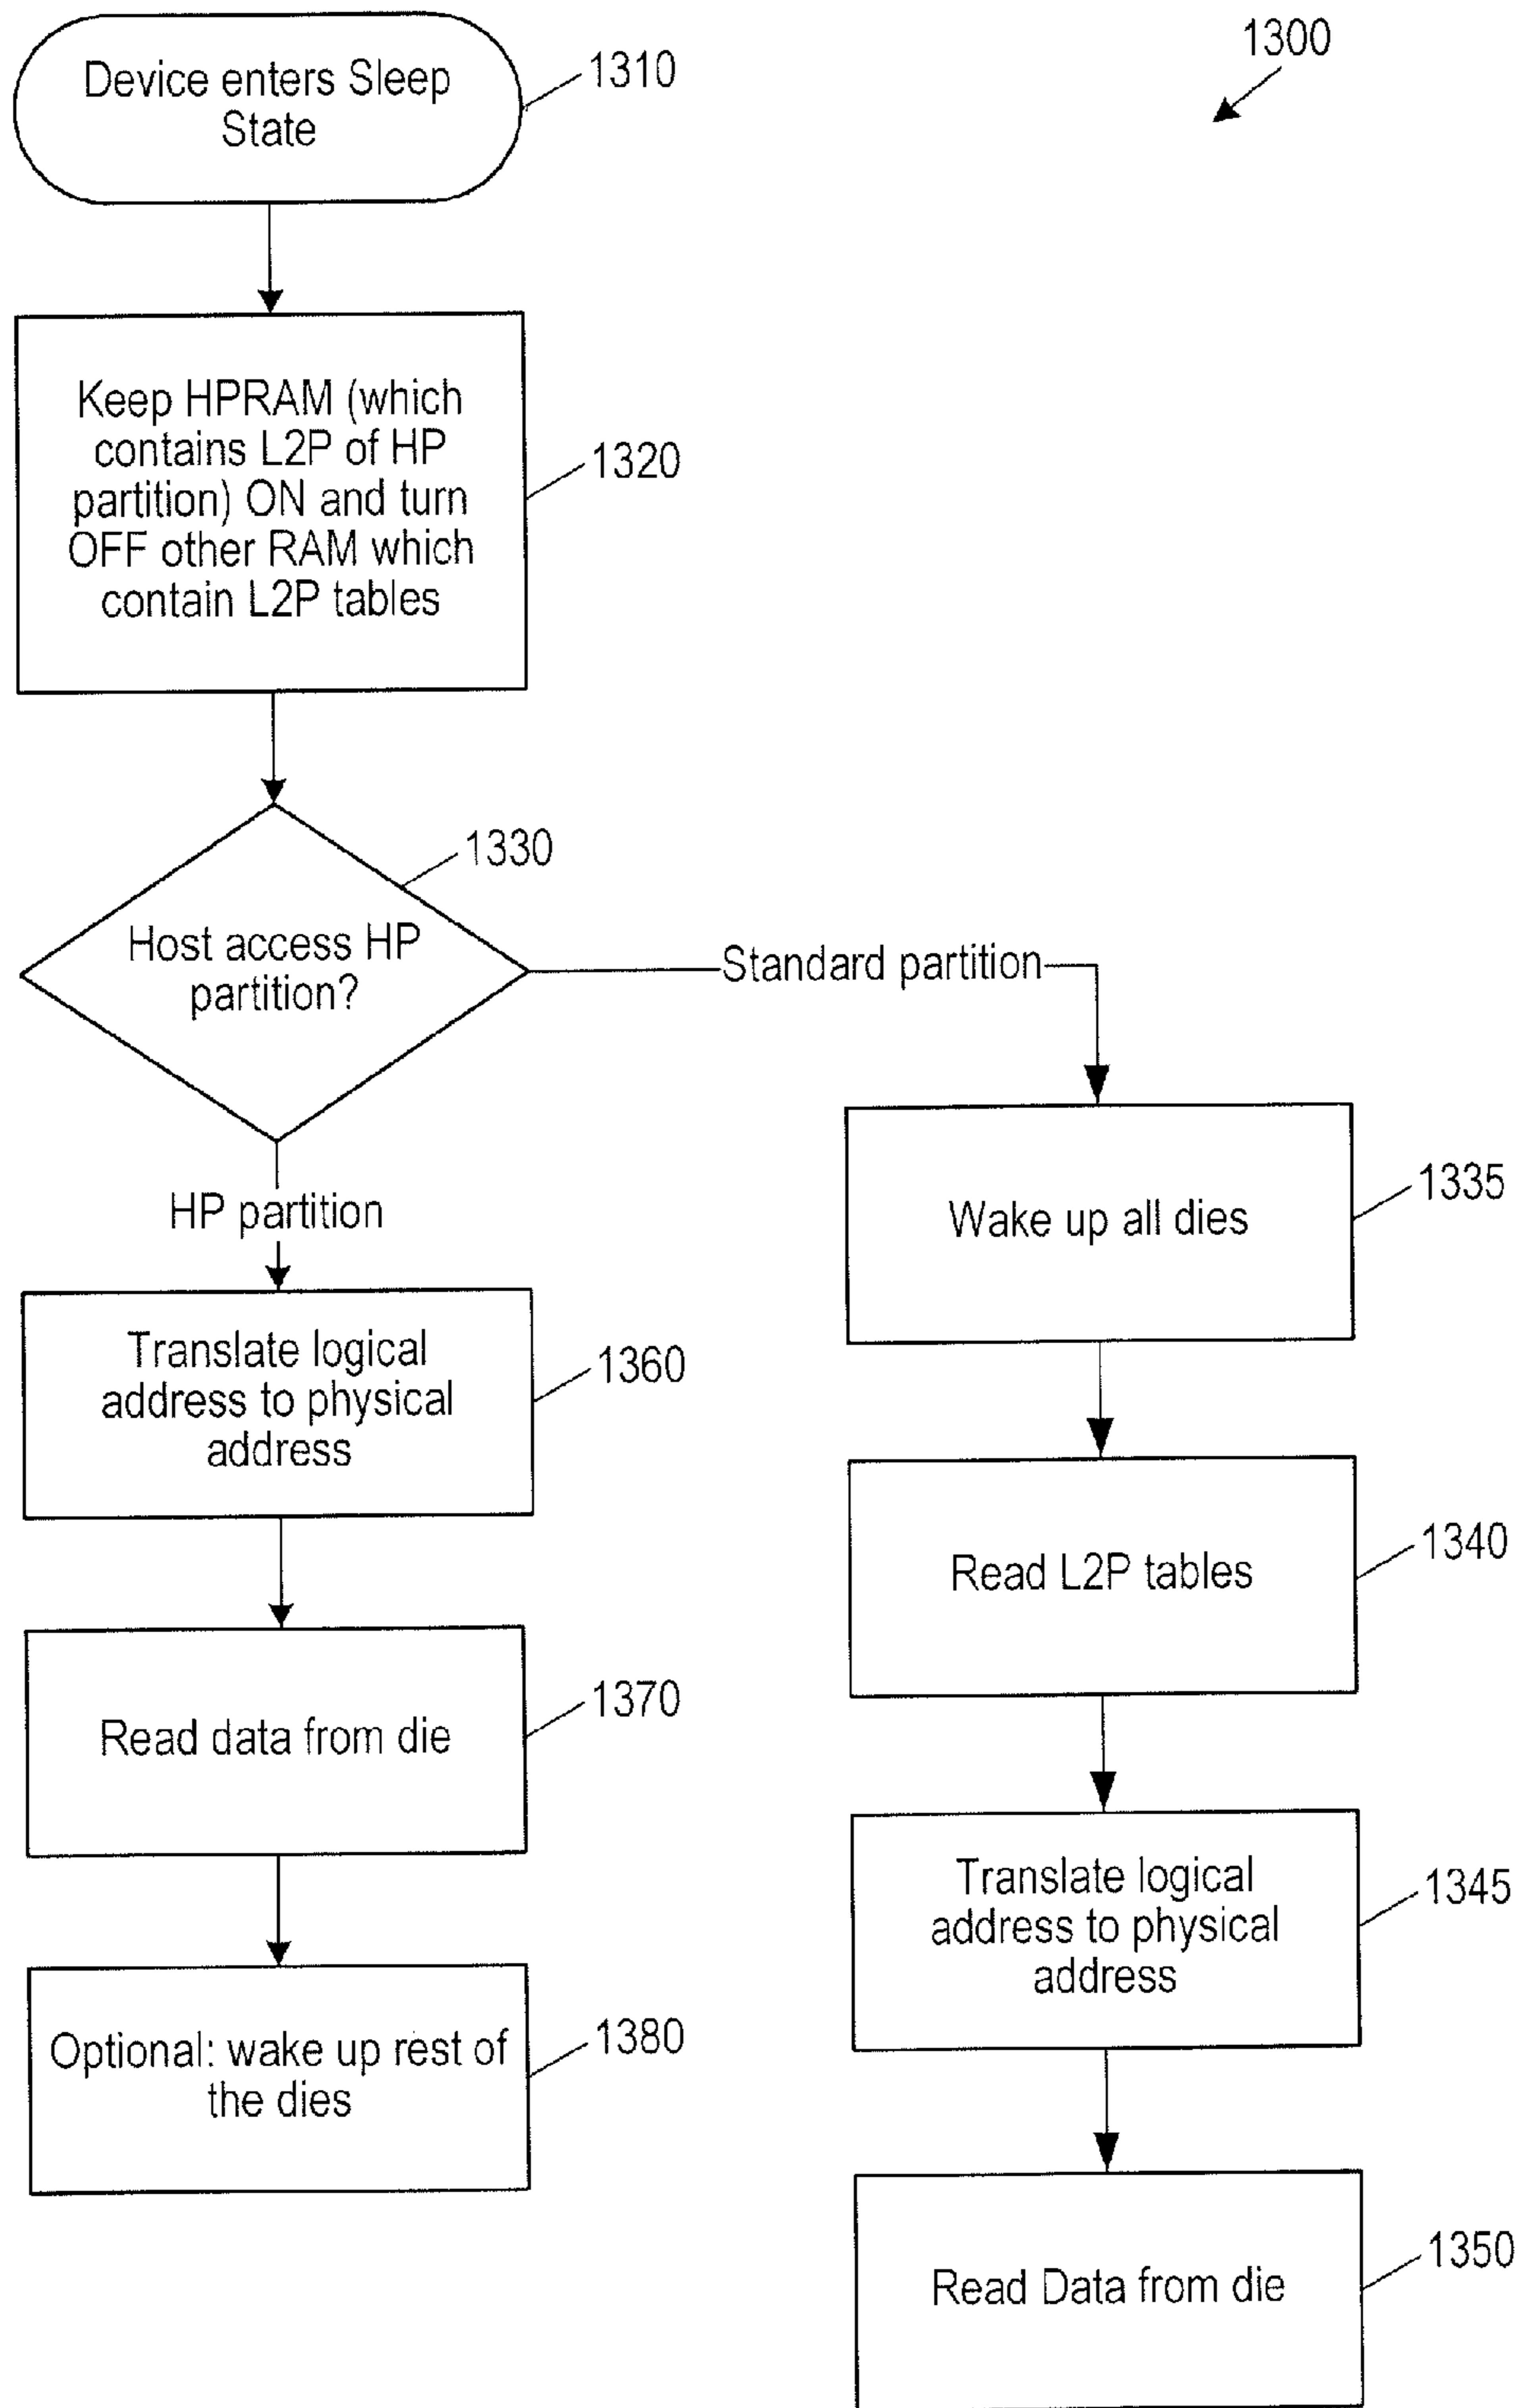 1300
Device enters Sleep
State
1310
Keep HPRAM (which
contains L2P of HP
partition) ON and turn
OFF other RAM which
contain L2P tables
1320
1330
Host access HP
partition?
Standard partition
HP partition
Wake up all dies
1335
Translate logical
address to physical
address
1360
Read L2P tables
1340
Read data from die
1370
Translate logical
address to physical
address
1345
Optional: wake up rest of
the dies
1380
Read Data from die
1350